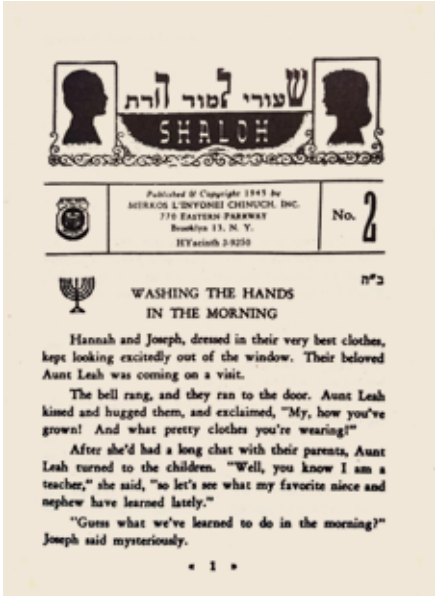 שעורי למוד הדת
SHALOH
Published & Copyright 1945 by
MERKOS L'INYONEI CHINUCH, INC.
770 EASTERN PARKWAY
Brooklyn 13, N. Y.
HYacinth 3-9250
No. 2
ב"ה
WASHING THE HANDS
IN THE MORNING
Hannah and Joseph, dressed in their very best clothes,
kept looking excitedly out of the window. Their beloved
Aunt Leah was coming on a visit.
The bell rang, and they ran to the door. Aunt Leah
kissed and hugged them, and exclaimed, "My, how you've
grown! And what pretty clothes you're wearing!"
After she'd had a long chat with their parents, Aunt
Leah turned to the children. "Well, you know I am a
teacher," she said, "so let's see what my favorite niece and
nephew have learned lately."
"Guess what we've learned to do in the morning?"
Joseph said mysteriously.
« 1 »